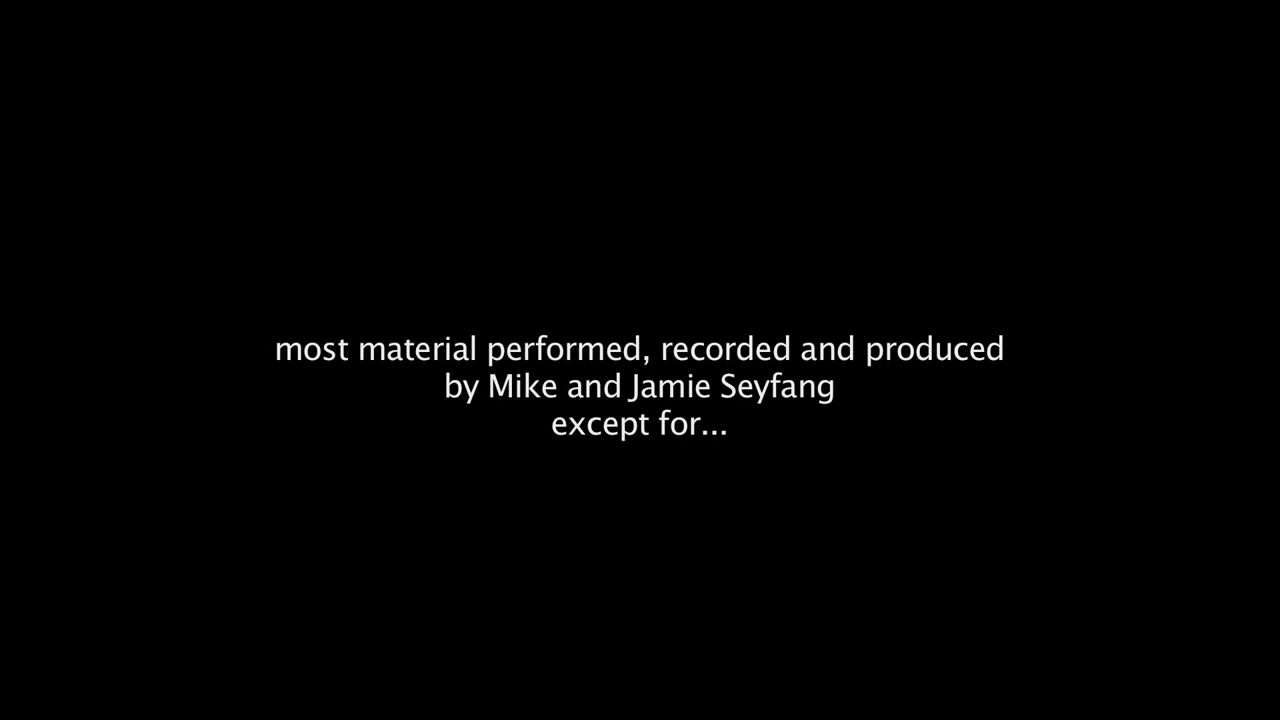 most material performed, recorded and produced
by Mike and Jamie Seyfang
except for...